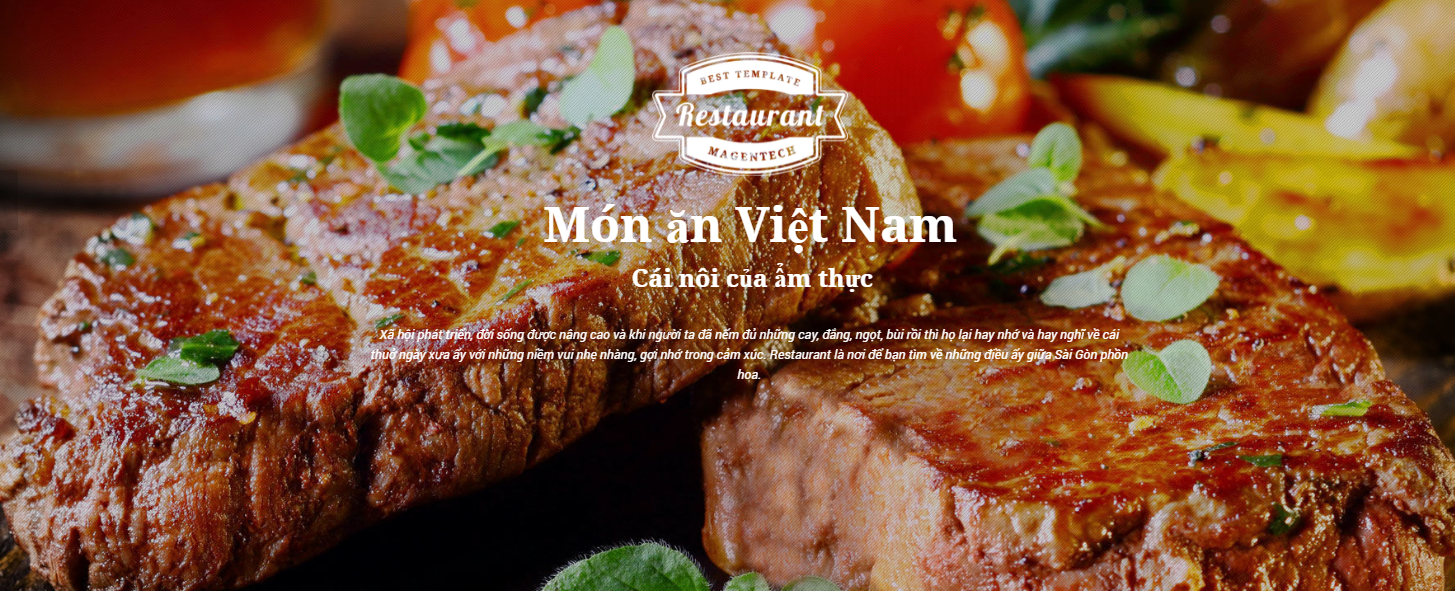 BEST TEMPLATE
Restaurant
MAGENTECH
Món ăn Việt Nam
Cái nôi của ẩm thực
Xã hội phát triển, đời sống được nâng cao và khi người ta đã nếm đủ những cay, đắng, ngọt, bùi rồi thì họ lại hay nhớ và hay nghĩ về cái
thuở ngày xưa ấy với những niềm vui nhẹ nhàng, gợi nhớ trong cảm xúc. Restaurant là nơi để bạn tìm về những điều ấy giữa Sài Gòn phồn
hoa.